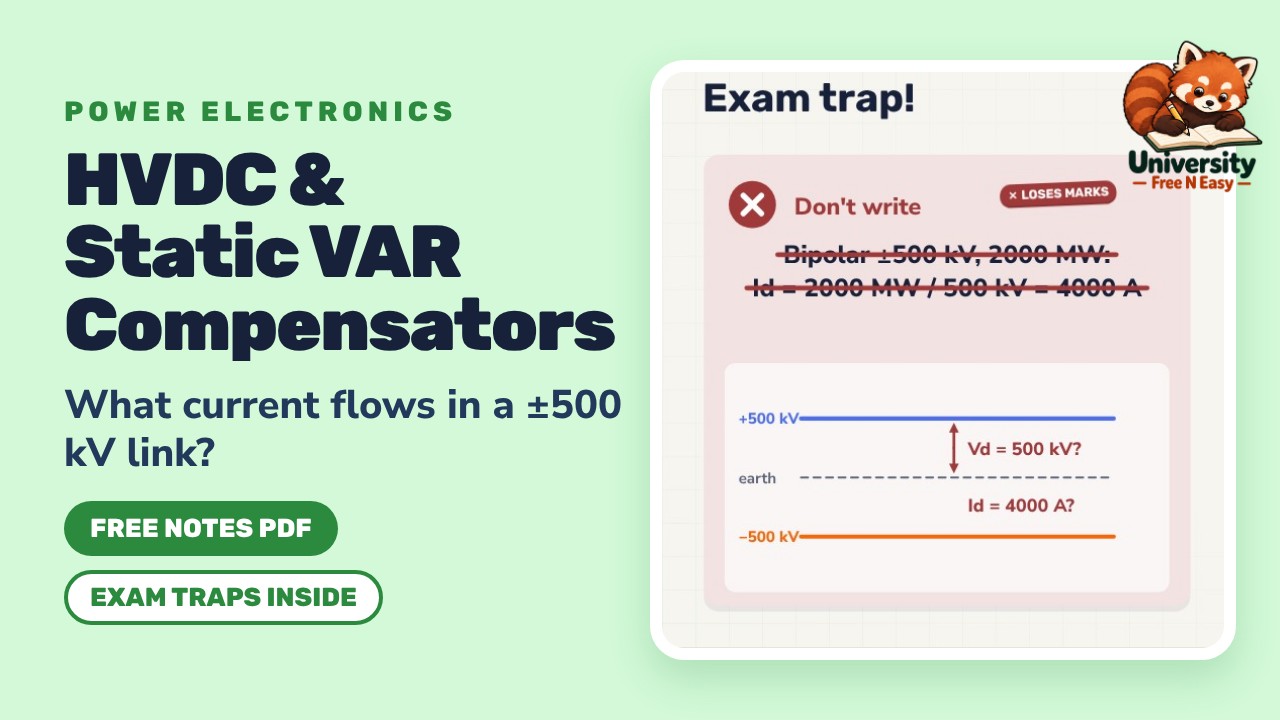 POWER ELECTRONICS
HVDC &
Static VAR
Compensators
What current flows in a ±500
kV link?
FREE NOTES PDF
EXAM TRAPS INSIDE
Exam trap!
Don't write
× LOSES MARKS
Bipolar ±500 kV, 2000 MW:
Id = 2000 MW / 500 kV = 4000 A
+500 kV
Vd = 500 kV?
earth
Id = 4000 A?
−500 kV
University
Free N Easy